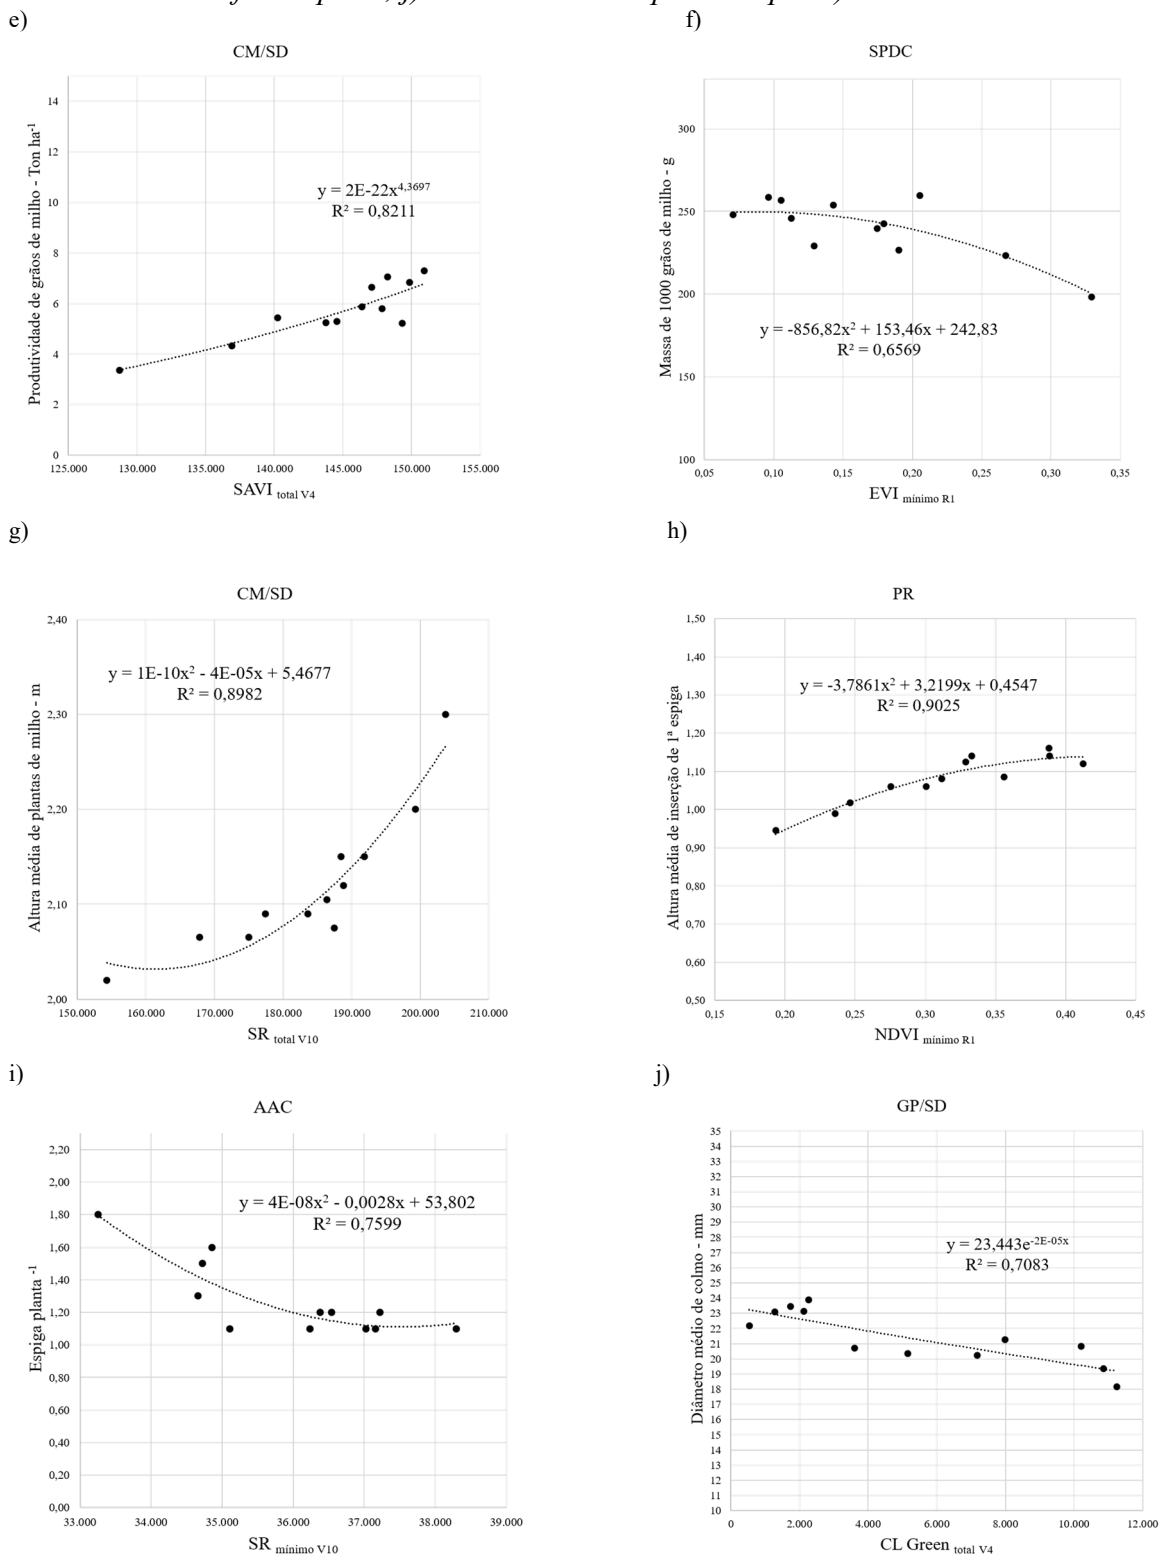 e)
f)
CM/SD
Produtividade de grãos de milho - Ton ha-1
14
12
10
8
6
4
2
0
y = 2E-22x4,3697
R² = 0,8211
125.000 130.000 135.000 140.000 145.000 150.000 155.000
SAVI total V4
SPDC
Massa de 1000 grãos de milho - g
300
250
200
150
100
y = -856,82x² + 153,46x + 242,83
R² = 0,6569
0,05 0,10 0,15 0,20 0,25 0,30 0,35
EVI mínimo R1
g)
h)
CM/SD
Altura média de plantas de milho - m
2,40
2,30
2,20
2,10
2,00
y = 1E-10x² - 4E-05x + 5,4677
R² = 0,8982
150.000 160.000 170.000 180.000 190.000 200.000 210.000
SR total V10
PR
Altura média de inserção de 1ª espiga
1,50
1,40
1,30
1,20
1,10
1,00
0,90
0,80
0,70
0,60
0,50
y = -3,7861x² + 3,2199x + 0,4547
R² = 0,9025
0,15 0,20 0,25 0,30 0,35 0,40 0,45
NDVI mínimo R1
i)
j)
AAC
Espiga planta -1
2,20
2,00
1,80
1,60
1,40
1,20
1,00
0,80
0,60
0,40
0,20
0,00
y = 4E-08x² - 0,0028x + 53,802
R² = 0,7599
33.000 34.000 35.000 36.000 37.000 38.000 39.000
SR mínimo V10
GP/SD
Diâmetro médio de colmo - mm
35
34
33
32
31
30
29
28
27
26
25
24
23
22
21
20
19
18
17
16
15
14
13
12
11
10
y = 23,443e-2E-05x
R² = 0,7083
0 2.000 4.000 6.000 8.000 10.000 12.000
CL Green total V4